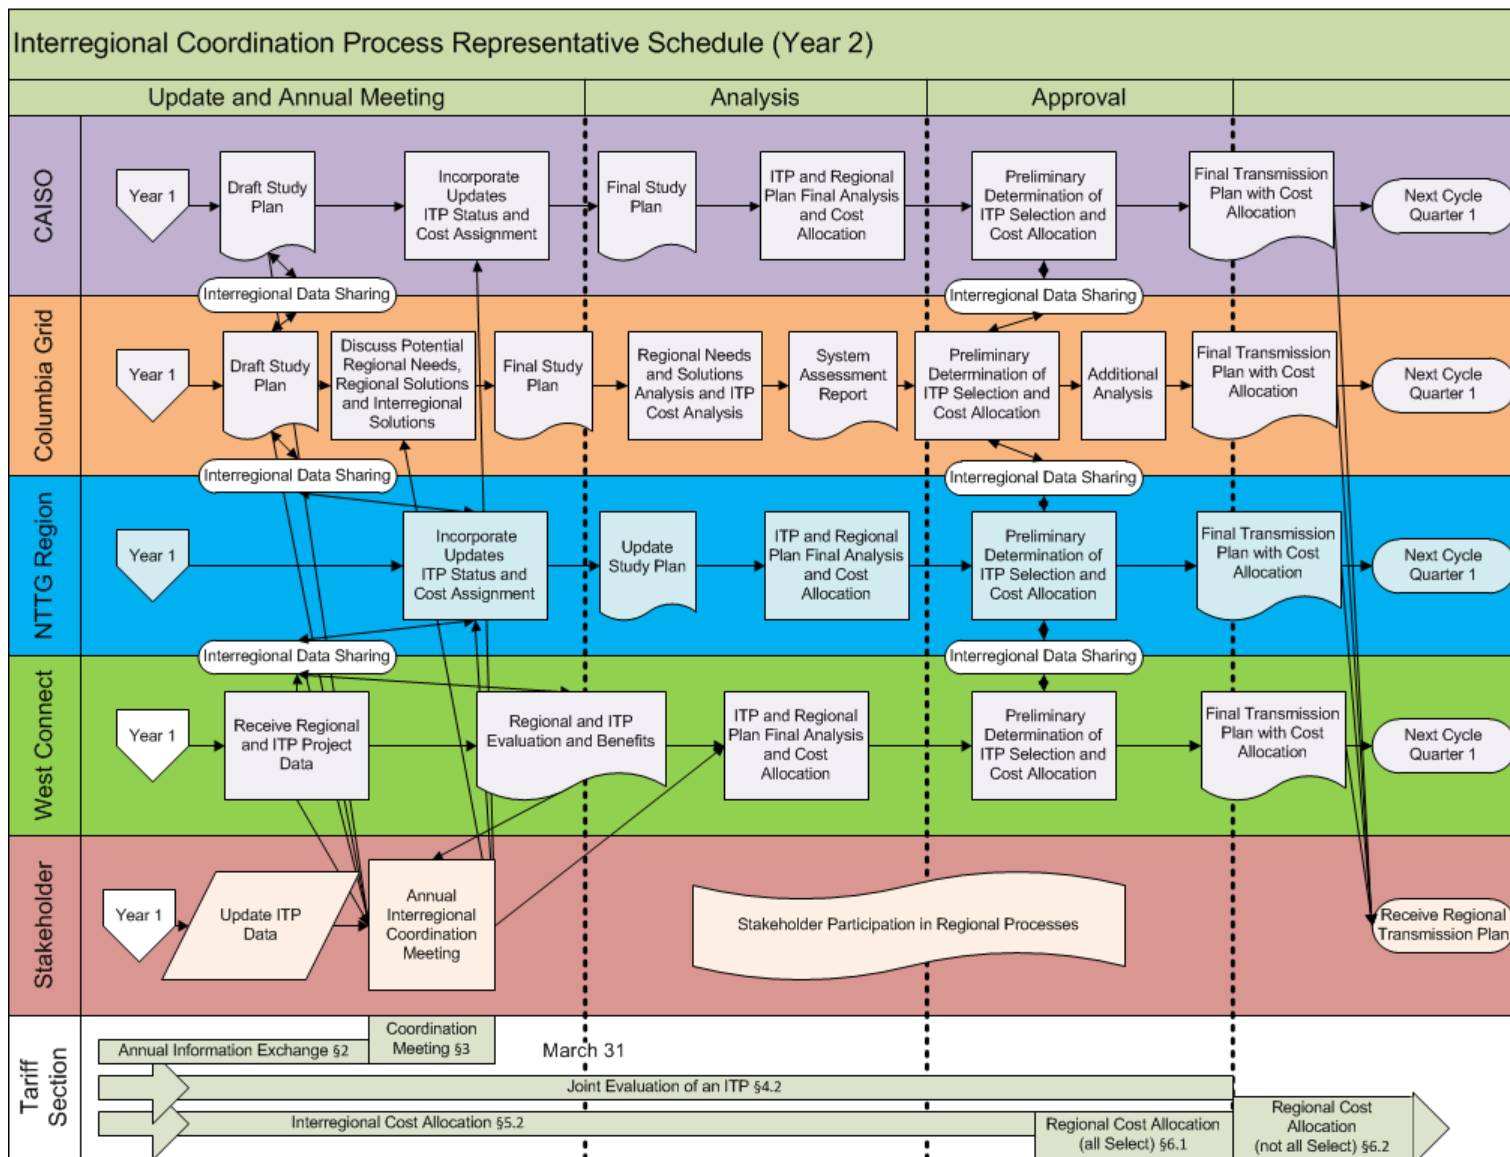 Interregional Coordination Process Representative Schedule (Year 2)
Update and Annual Meeting
Analysis
Approval
CAISO
Year 1
Draft Study
Plan
Incorporate
Updates
ITP Status and
Cost Assignment
Final Study
Plan
ITP and Regional
Plan Final Analysis
and Cost
Allocation
Preliminary
Determination of
ITP Selection and
Cost Allocation
Final Transmission
Plan with Cost
Allocation
Next Cycle
Quarter 1
Interregional Data Sharing
Interregional Data Sharing
Columbia Grid
Year 1
Draft Study
Plan
Discuss Potential
Regional Needs,
Regional Solutions
and Interregional
Solutions
Final Study
Plan
Regional Needs
and Solutions
Analysis and ITP
Cost Analysis
System
Assessment
Report
Preliminary
Determination of
ITP Selection and
Cost Allocation
Additional
Analysis
Final Transmission
Plan with Cost
Allocation
Next Cycle
Quarter 1
Interregional Data Sharing
Interregional Data Sharing
NTTG Region
Year 1
Incorporate
Updates
ITP Status and
Cost Assignment
Update
Study Plan
ITP and Regional
Plan Final Analysis
and Cost
Allocation
Preliminary
Determination of
ITP Selection and
Cost Allocation
Final Transmission
Plan with Cost
Allocation
Next Cycle
Quarter 1
Interregional Data Sharing
Interregional Data Sharing
West Connect
Year 1
Receive Regional
and ITP Project
Data
Regional and ITP
Evaluation and Benefits
ITP and Regional
Plan Final Analysis
and Cost
Allocation
Preliminary
Determination of
ITP Selection and
Cost Allocation
Final Transmission
Plan with Cost
Allocation
Next Cycle
Quarter 1
Stakeholder
Year 1
Update ITP
Data
Annual
Interregional
Coordination
Meeting
Stakeholder Participation in Regional Processes
Receive Regional
Transmission Plan
Tariff
Section
Annual Information Exchange §2
Coordination
Meeting §3
March 31
Joint Evaluation of an ITP §4.2
Interregional Cost Allocation §5.2
Regional Cost Allocation
(all Select) §6.1
Regional Cost
Allocation
(not all Select) §6.2